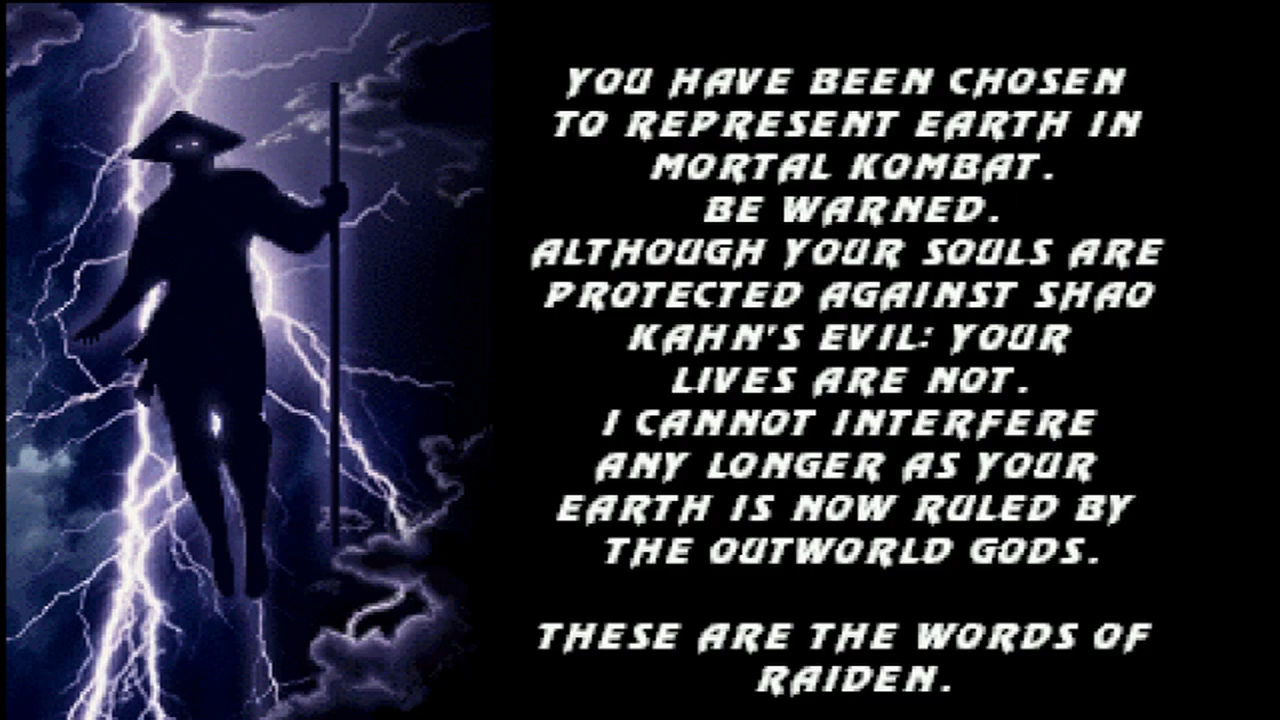 YOU HAVE BEEN CHOSEN
TO REPRESENT EARTH IN
MORTAL KOMBAT.
BE WARNED.
ALTHOUGH YOUR SOULS ARE
PROTECTED AGAINST SHAO
KAHN'S EVIL: YOUR
LIVES ARE NOT.
I CANNOT INTERFERE
ANY LONGER AS YOUR
EARTH IS NOW RULED BY
THE OUTWORLD GODS.
THESE ARE THE WORDS OF
RAIDEN.